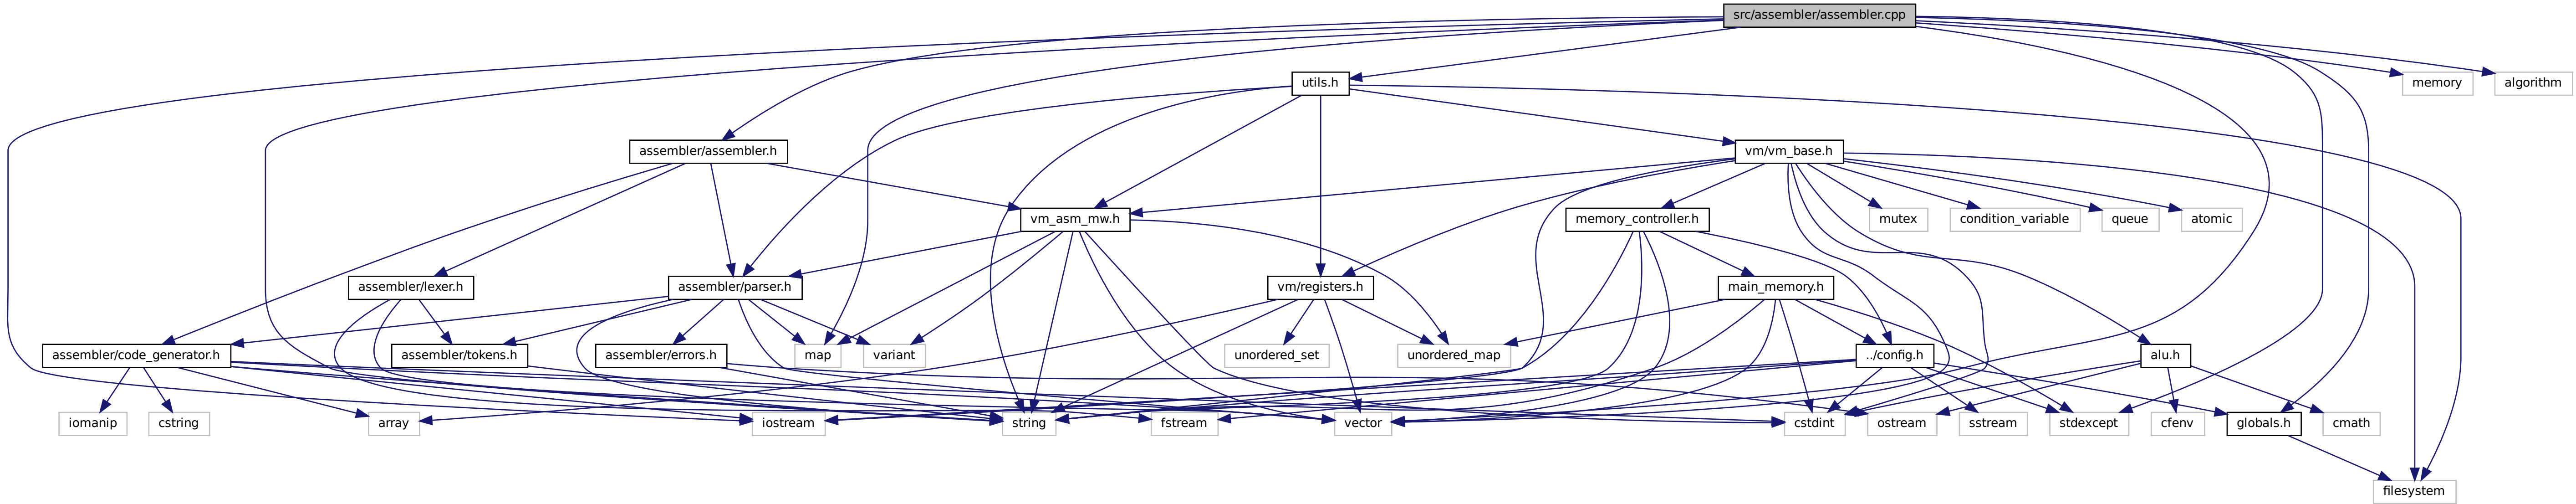 src/assembler/assembler.cpp
utils.h
memory
algorithm
assembler/assembler.h
vm/vm_base.h
vm_asm_mw.h
memory_controller.h
mutex
condition_variable
queue
atomic
assembler/lexer.h
assembler/parser.h
vm/registers.h
main_memory.h
assembler/code_generator.h
assembler/tokens.h
assembler/errors.h
map
variant
unordered_set
unordered_map
../config.h
alu.h
iomanip
cstring
array
iostream
string
fstream
vector
cstdint
ostream
sstream
stdexcept
cfenv
globals.h
cmath
filesystem